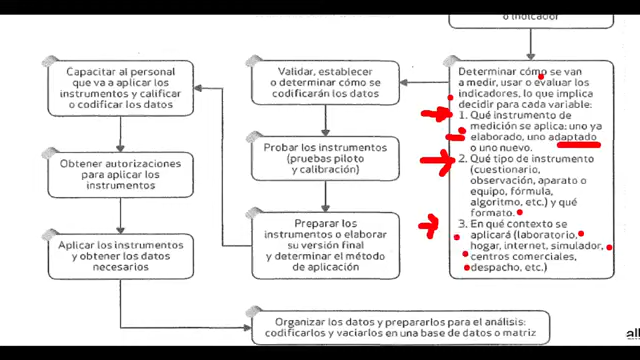 o indicador
Capacitar al personal
que va a aplicar los
instrumentos y calificar
o codificar los datos
Validar, establecer
o determinar cómo se
codificarán los datos
Determinar cómo se van
a medir, usar o evaluar los
indicadores, lo que implica
decidir para cada variable:
1. Qué instrumento de
medición se aplica: uno ya
elaborado, uno adaptado
o uno nuevo.
2. Qué tipo de instrumento
(cuestionario,
observación, aparato o
equipo, fórmula,
algoritmo, etc.) y qué
formato.
3. En qué contexto se
aplicará (laboratorio,
hogar, internet, simulador,
centros comerciales,
despacho, etc.)
Probar los instrumentos
(pruebas piloto
y calibración)
Obtener autorizaciones
para aplicar los
instrumentos
Preparar los
instrumentos o elaborar
su versión final
y determinar el método
de aplicación
Aplicar los instrumentos
y obtener los datos
necesarios
Organizar los datos y prepararlos para el análisis:
codificarlos y vaciarlos en una base de datos o matriz